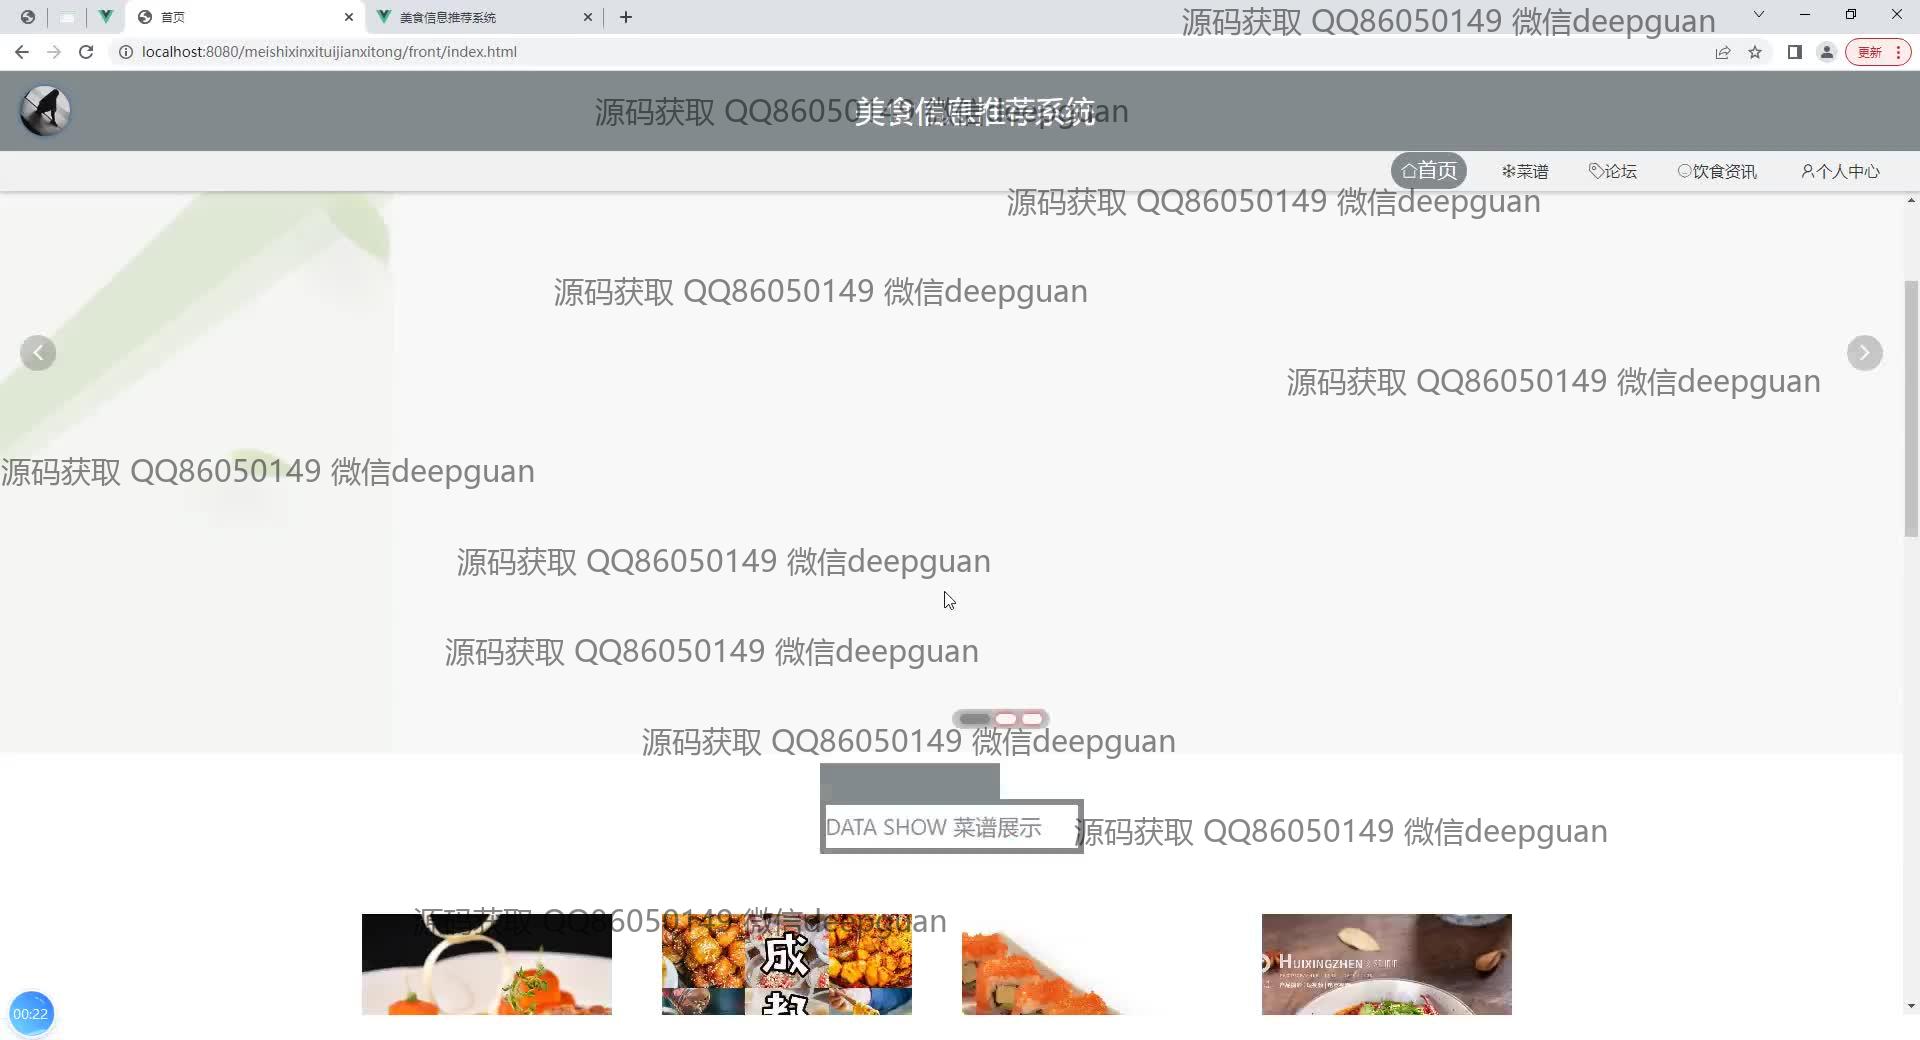 首页
美食信息推荐系统
源码获取 QQ86050149 微信deepguan
localhost:8080/meishixinxituijianxitong/front/index.html
更新
源码获取 QQ86050149 微信deepguan
美食信息推荐系统
首页
菜谱
论坛
饮食资讯
个人中心
源码获取 QQ86050149 微信deepguan
源码获取 QQ86050149 微信deepguan
源码获取 QQ86050149 微信deepguan
源码获取 QQ86050149 微信deepguan
源码获取 QQ86050149 微信deepguan
源码获取 QQ86050149 微信deepguan
源码获取 QQ86050149 微信deepguan
DATA SHOW 菜谱展示
源码获取 QQ86050149 微信deepguan
源码获取 QQ86050149 微信deepguan
成
都
HUIXINGZHEN
00:22